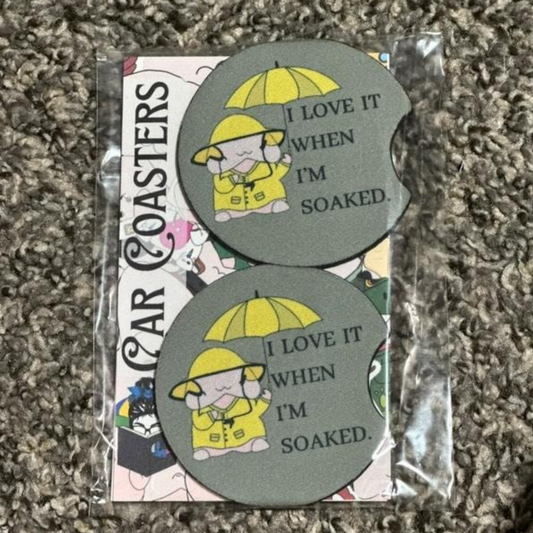 CAR COASTERS
I LOVE IT
WHEN
I'M
SOAKED.
I LOVE IT
WHEN
I'M
SOAKED.